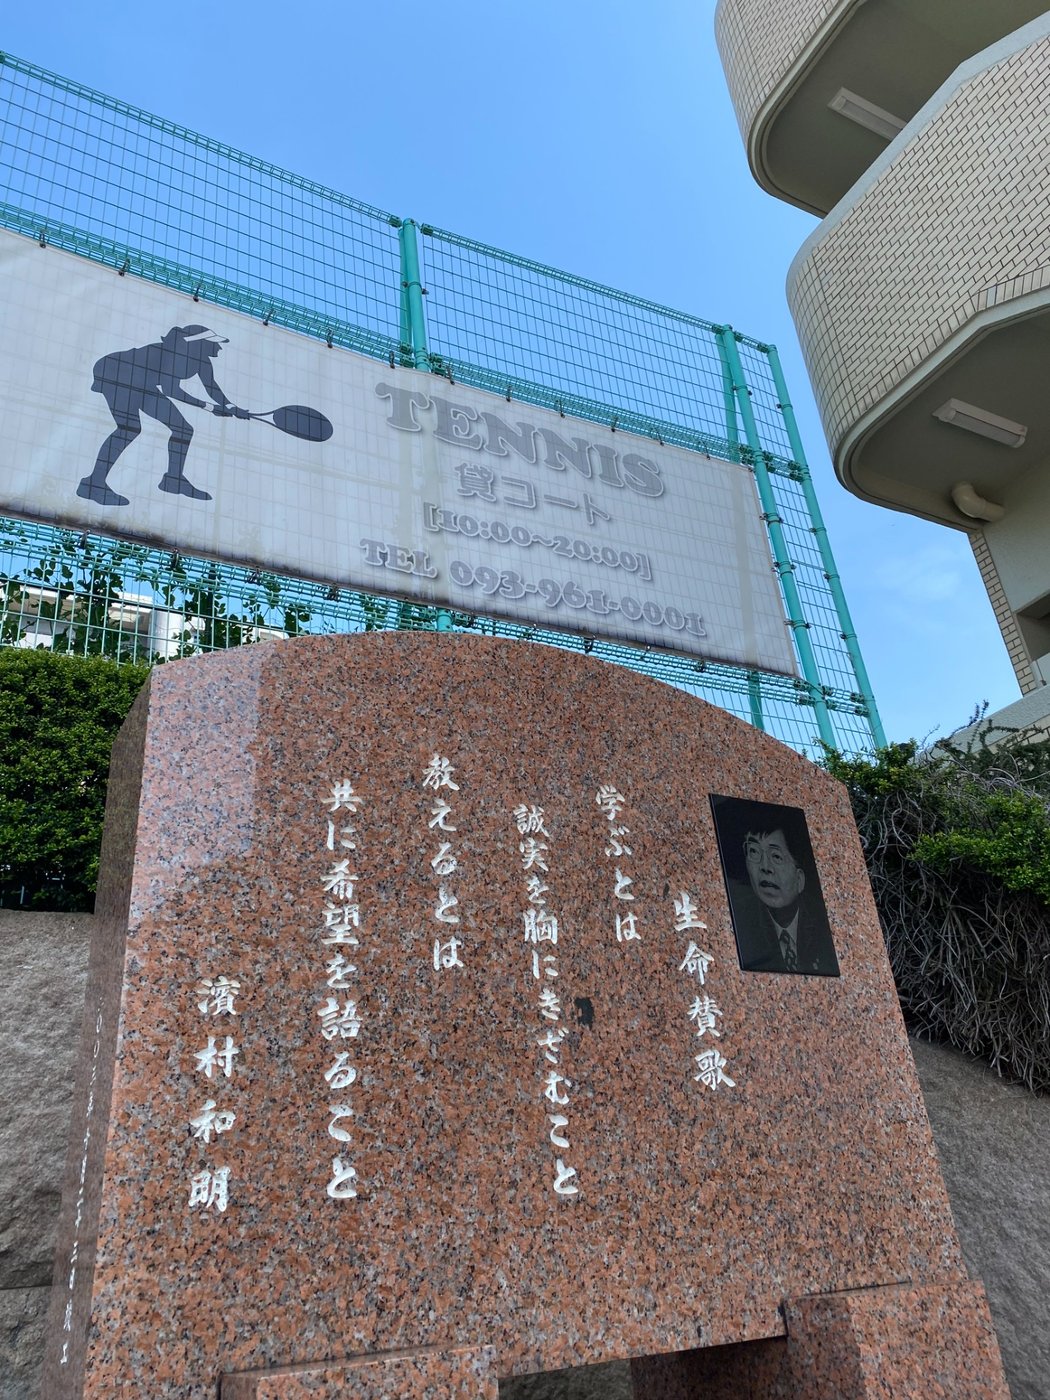 TENNIS
貸コート
[10:00~20:00]
TEL 093-961-0001
生命賛歌
学ぶとは
誠実を胸にきざむこと
教えるとは
共に希望を語ること
濱村和明